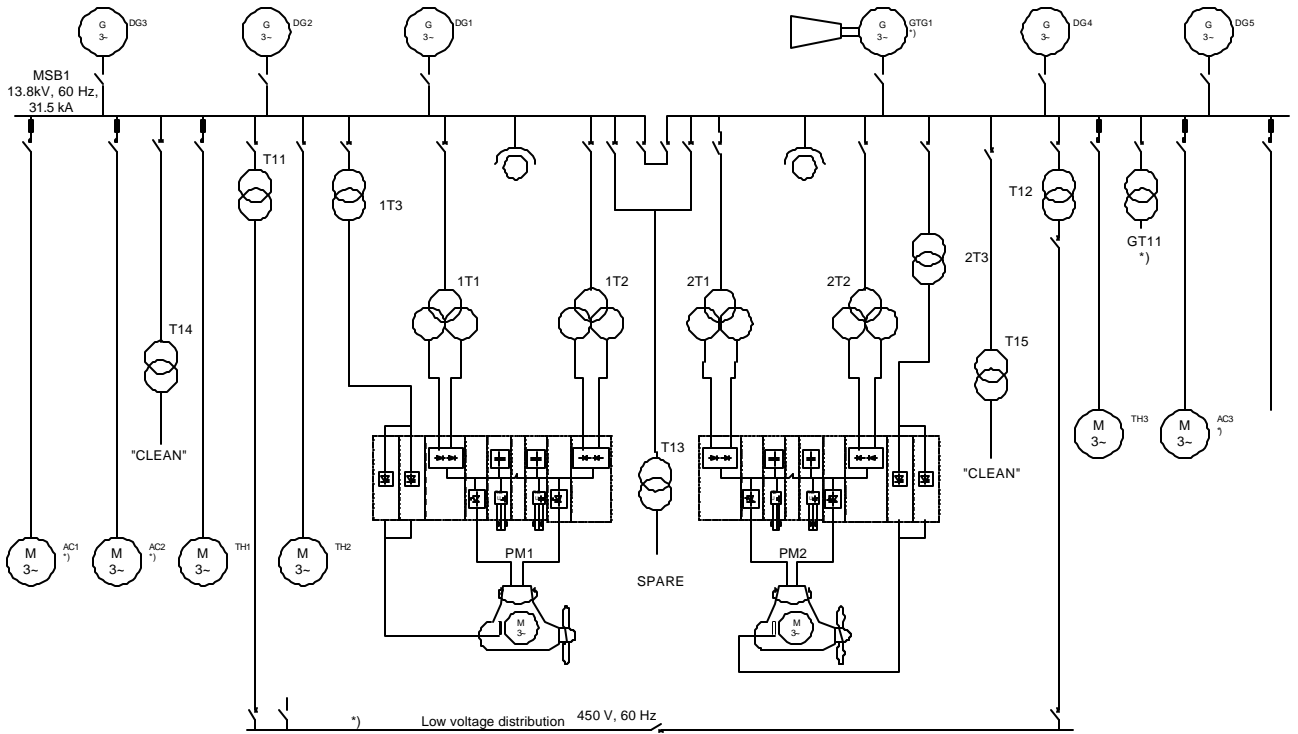 G
3~
DG3
G
3~
DG2
G
3~
DG1
G
3~
GTG1
*)
G
3~
DG4
G
3~
DG5
MSB1
13.8kV, 60 Hz,
31.5 kA
T11
1T3
T12
GT11
*)
2T3
1T1
1T2
2T1
2T2
T14
T15
"CLEAN"
T13
"CLEAN"
M
3~
TH3
M
3~
AC3
*)
M
3~
AC1
*)
M
3~
AC2
*)
M
3~
TH1
M
3~
TH2
PM1
PM2
SPARE
M
3~
M
3~
*)
Low voltage distribution
450 V, 60 Hz